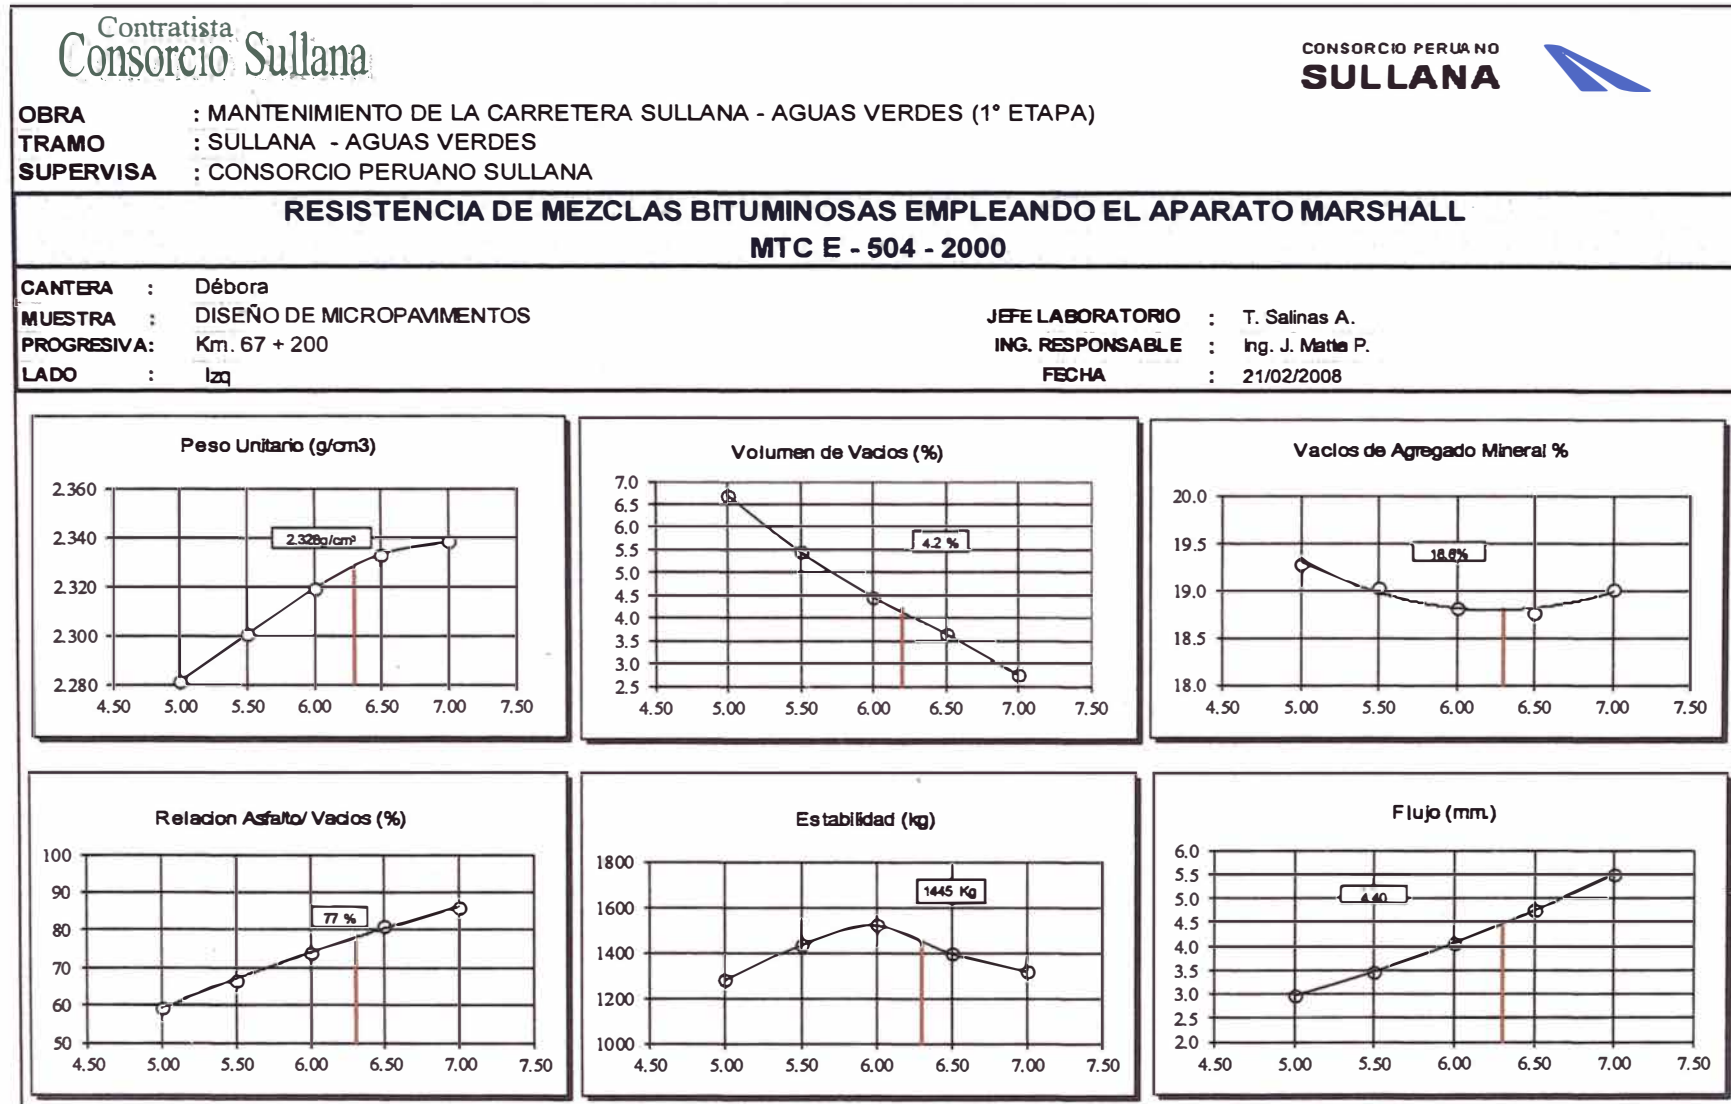 Contratista
Consorcio Sullana
CONSORCIO PERUANO
SULLANA
OBRA : MANTENIMIENTO DE LA CARRETERA SULLANA - AGUAS VERDES (1° ETAPA)
TRAMO : SULLANA - AGUAS VERDES
SUPERVISA : CONSORCIO PERUANO SULLANA
RESISTENCIA DE MEZCLAS BITUMINOSAS EMPLEANDO EL APARATO MARSHALL
MTC E - 504 - 2000
CANTERA : Débora
MUESTRA : DISEÑO DE MICROPAVIMENTOS
JEFE LABORATORIO : T. Salinas A.
PROGRESIVA: Km. 67 + 200
ING. RESPONSABLE : Ing. J. Matta P.
LADO : Izq
FECHA : 21/02/2008
Peso Unitario (g/cm3)
2.360
2.340
2.320
2.300
2.280
2.328g/cm³
4.50 5.00 5.50 6.00 6.50 7.00 7.50
Volumen de Vacios (%)
7.0
6.5
6.0
5.5
5.0
4.5
4.0
3.5
3.0
2.5
4.2 %
4.50 5.00 5.50 6.00 6.50 7.00 7.50
Vacios de Agregado Mineral %
20.0
19.5
19.0
18.5
18.0
18.8%
4.50 5.00 5.50 6.00 6.50 7.00 7.50
Relacion Asfalto/ Vacios (%)
100
90
80
70
60
50
77 %
4.50 5.00 5.50 6.00 6.50 7.00 7.50
Estabilidad (kg)
1800
1600
1400
1200
1000
1445 Kg
4.50 5.00 5.50 6.00 6.50 7.00 7.50
Flujo (mm.)
6.0
5.5
5.0
4.5
4.0
3.5
3.0
2.5
2.0
4.40
4.50 5.00 5.50 6.00 6.50 7.00 7.50